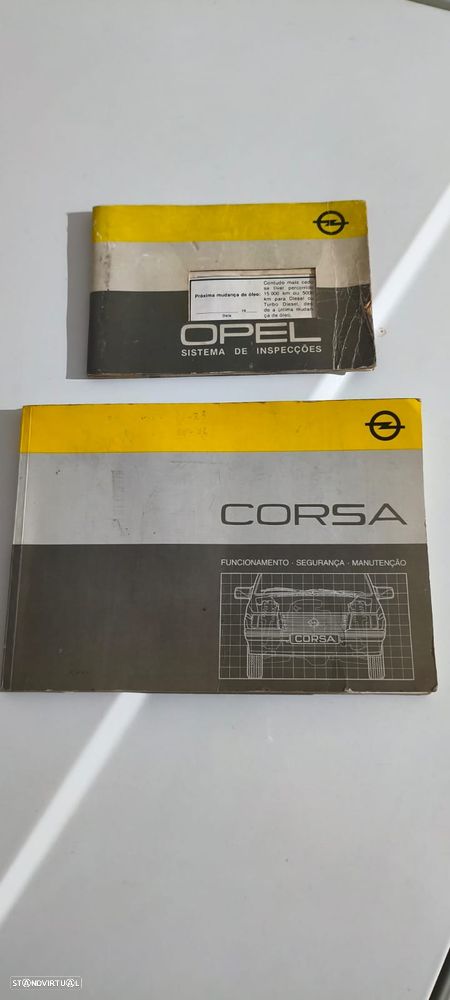 Próxima mudança de óleo:
19
Data
Contudo mais cedo
se tiver percorrido
15 000 km ou 5000
km para Diesel ou
Turbo Diesel, des-
de a última mudan-
ça de óleo.
OPEL
SISTEMA DE INSPECÇÕES
CORSA
FUNCIONAMENTO · SEGURANÇA · MANUTENÇÃO
CORSA
STANDVIRTUAL